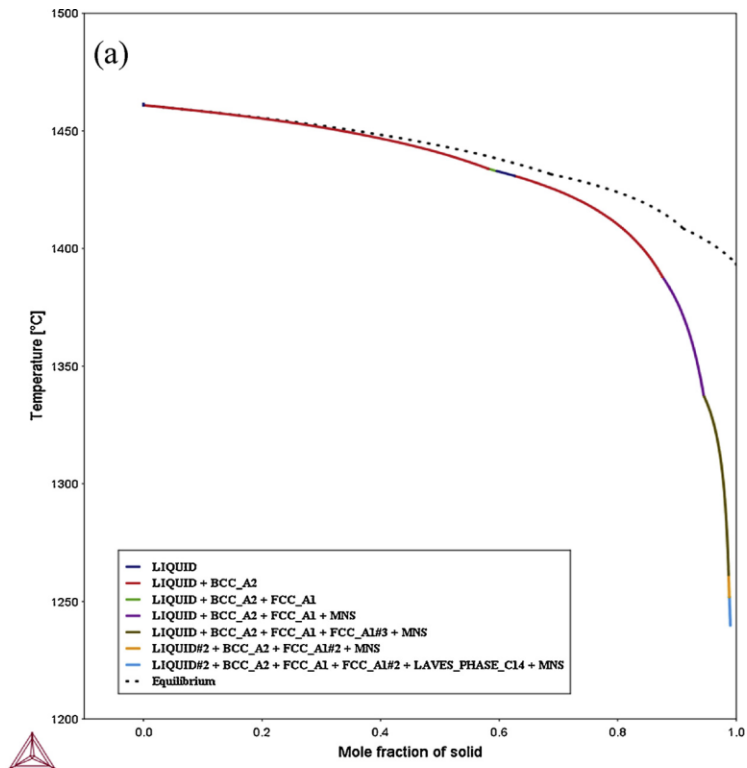 1500
(a)
1450
1400
1350
1300
1250
1200
Temperature [°C]
LIQUID
LIQUID + BCC_A2
LIQUID + BCC_A2 + FCC_A1
LIQUID + BCC_A2 + FCC_A1 + MNS
LIQUID + BCC_A2 + FCC_A1 + FCC_A1#3 + MNS
LIQUID#2 + BCC_A2 + FCC_A1#2 + MNS
LIQUID#2 + BCC_A2 + FCC_A1 + FCC_A1#2 + LAVES_PHASE_C14 + MNS
Equilibrium
0.0 0.2 0.4 0.6 0.8 1.0
Mole fraction of solid